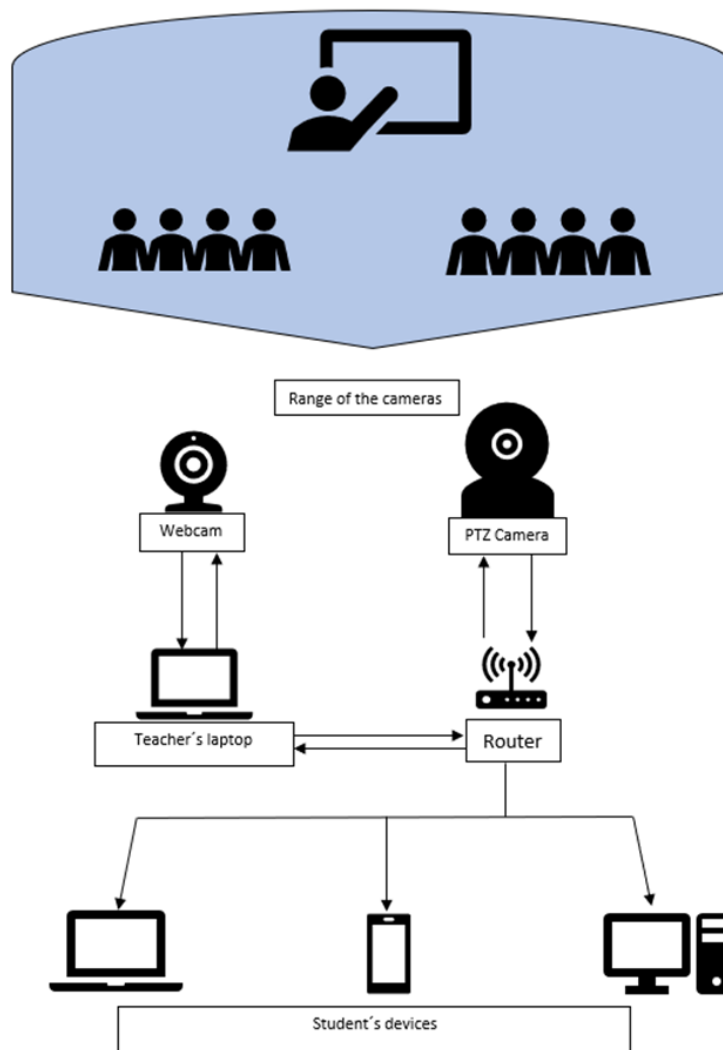 Range of the cameras
Webcam
PTZ Camera
Teacher´s laptop
Router
Student´s devices